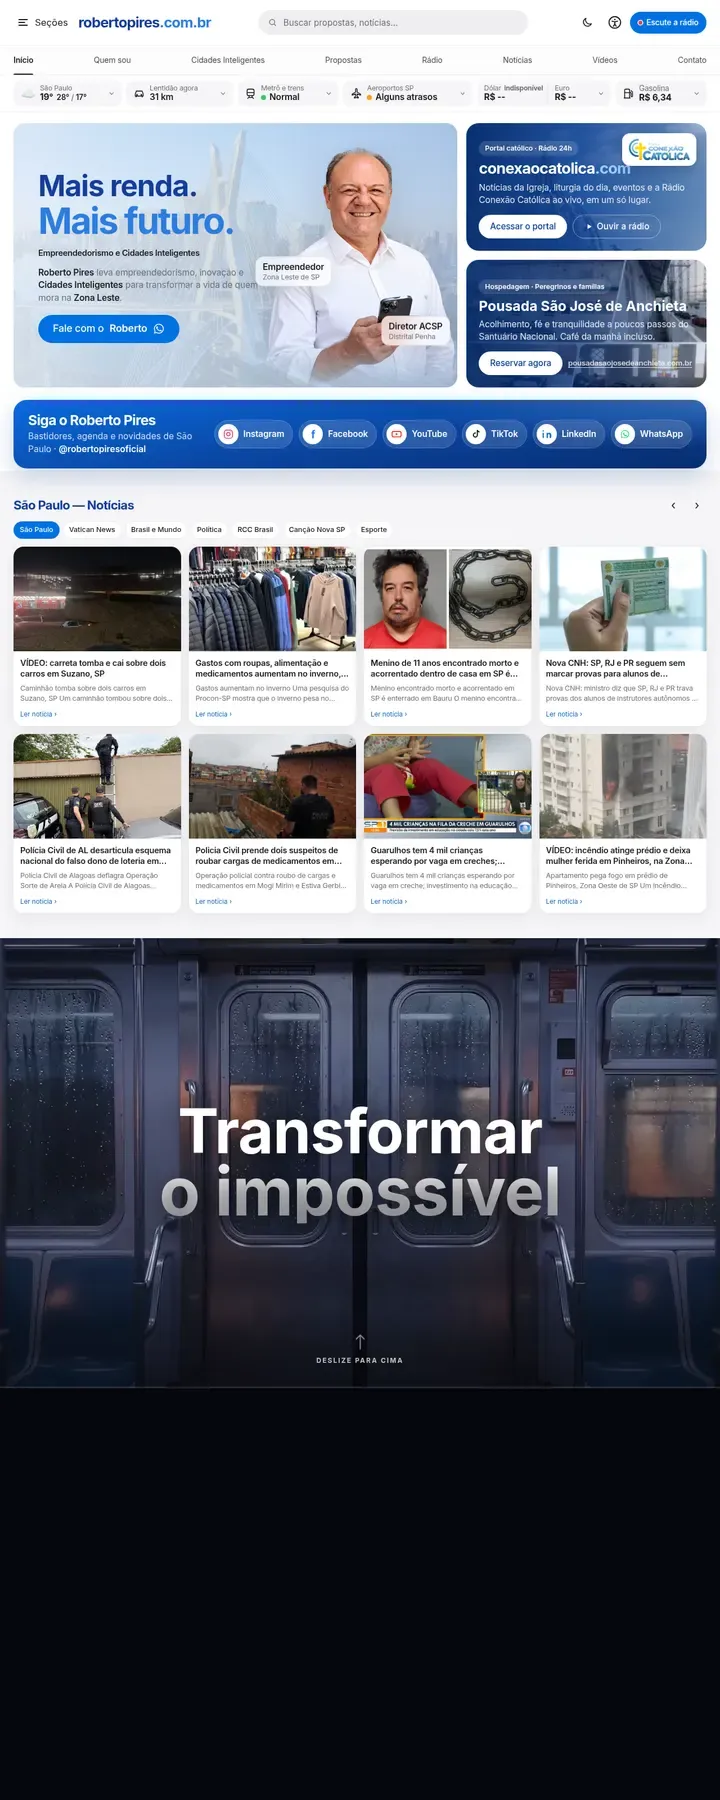 Seções
robertopires.com.br
Buscar propostas, notícias...
Escute a rádio
Início
Quem sou
Cidades Inteligentes
Propostas
Rádio
Notícias
Vídeos
Contato
São Paulo
19° 28° / 17°
Lentidão agora
31 km
Metrô e trens
Normal
Aeroportos SP
Alguns atrasos
Dólar indisponível
R$ --
Euro
R$ --
Gasolina
R$ 6,34
Mais renda.
Mais futuro.
Empreendedorismo e Cidades Inteligentes
Roberto Pires leva empreendedorismo, inovação e
Cidades Inteligentes para transformar a vida de quem
mora na Zona Leste.
Fale com o Roberto
Empreendedor
Zona Leste de SP
Diretor ACSP
Distrital Penha
Portal católico · Rádio 24h
CONEXÃO
CATÓLICA
conexaocatolica.com
Notícias da Igreja, liturgia do dia, eventos e a Rádio
Conexão Católica ao vivo, em um só lugar.
Acessar o portal
Ouvir a rádio
Hospedagem · Peregrinos e famílias
Pousada São José de Anchieta
Acolhimento, fé e tranquilidade a poucos passos do
Santuário Nacional. Café da manhã incluso.
Reservar agora
pousadasaojosedeanchieta.com.br
Siga o Roberto Pires
Bastidores, agenda e novidades de São
Paulo · @robertopiresoficial
Instagram
Facebook
YouTube
TikTok
LinkedIn
WhatsApp
São Paulo — Notícias
São Paulo
Vatican News
Brasil e Mundo
Política
RCC Brasil
Canção Nova SP
Esporte
VÍDEO: carreta tomba e cai sobre dois
carros em Suzano, SP
Caminhão tomba sobre dois carros em
Suzano, SP Um caminhão tombou sobre dois...
Ler notícia ›
Gastos com roupas, alimentação e
medicamentos aumentam no inverno,...
Gastos aumentam no inverno Uma pesquisa do
Procon-SP mostra que o inverno pesa no...
Ler notícia ›
Menino de 11 anos encontrado morto e
acorrentado dentro de casa em SP é...
Menino encontrado morto e acorrentado em
SP é enterrado em Bauru O menino encontra...
Ler notícia ›
Nova CNH: SP, RJ e PR seguem sem
marcar provas para alunos de...
Nova CNH: ministro diz que SP, RJ e PR trava
provas dos alunos de instrutores autônomos ...
Ler notícia ›
Polícia Civil de AL desarticula esquema
nacional do falso dono de loteria em...
Polícia Civil de Alagoas deflagra Operação
Sorte de Areia A Polícia Civil de Alagoas...
Ler notícia ›
Polícia Civil prende dois suspeitos de
roubar cargas de medicamentos em...
Operação policial contra roubo de cargas e
medicamentos em Mogi Mirim e Estiva Gerbi...
Ler notícia ›
4 MIL CRIANÇAS NA FILA DA CRECHE EM GUARULHOS
Guarulhos tem 4 mil crianças
esperando por vaga em creches;...
Guarulhos tem 4 mil crianças esperando por
vaga em creche; investimento na educação...
Ler notícia ›
VÍDEO: incêndio atinge prédio e deixa
mulher ferida em Pinheiros, na Zona...
Apartamento pega fogo em prédio de
Pinheiros, Zona Oeste de SP Um incêndio...
Ler notícia ›
Transformar
o impossível
DESLIZE PARA CIMA